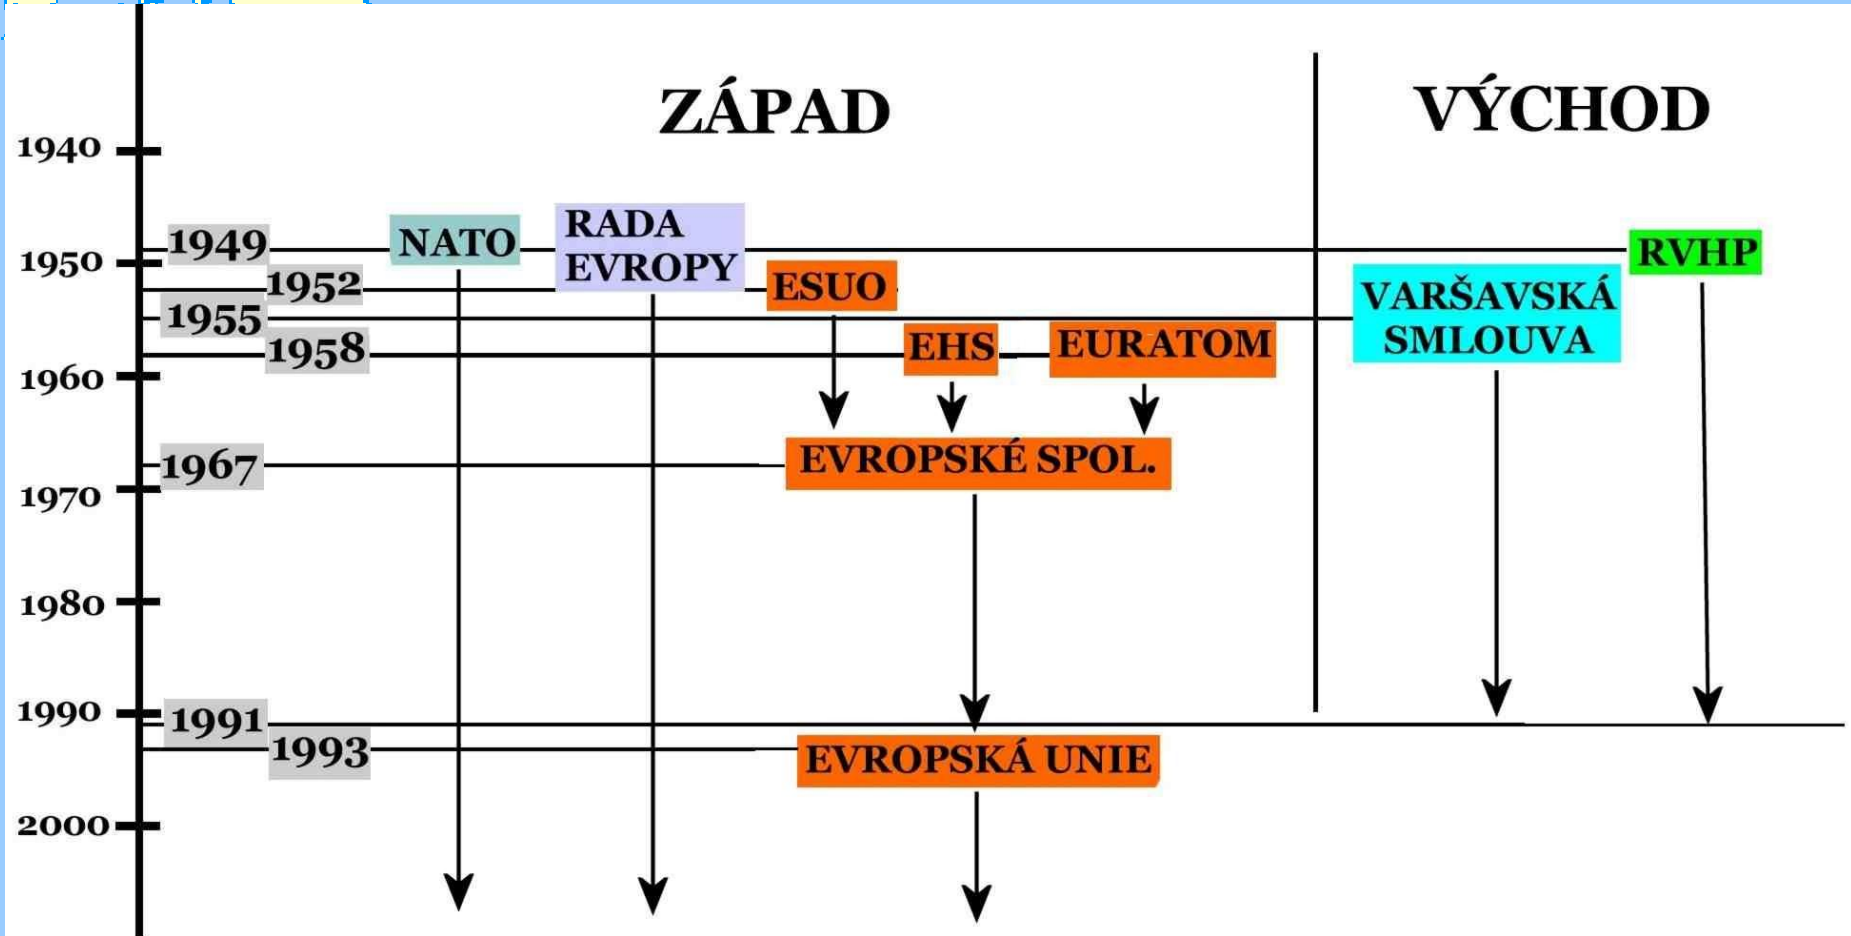 ZÁPAD
VÝCHOD
1940
1949
NATO
RADA
EVROPY
RVHP
1950
1952
ESUO
VARŠAVSKÁ
SMLOUVA
1955
1958
EHS
EURATOM
1960
1967
EVROPSKÉ SPOL.
1970
1980
1990
1991
1993
EVROPSKÁ UNIE
2000